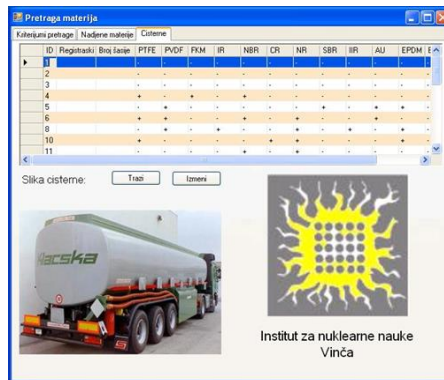 Pretraga materija
Kriterijumi pretrage Nadjene materije Cisterne
ID Registraski Broj šasije PTFE PVDF FKM IR NBR CR NR SBR IIR AU EPDM E
1 - - - - - - - - - - -
2 - - - - - - - - - - -
3 - - - - - - - - - - -
4 + - + - + - - - - - -
5 - + - - - - - + - + +
6 + + - - + - + - - + -
8 - + - + - - + - + - +
10 + - - - - + + - - - +
11 - - - - + - + - - - -
Slika cisterne: Trazi Izmeni
arska
Institut za nuklearne nauke
Vinča